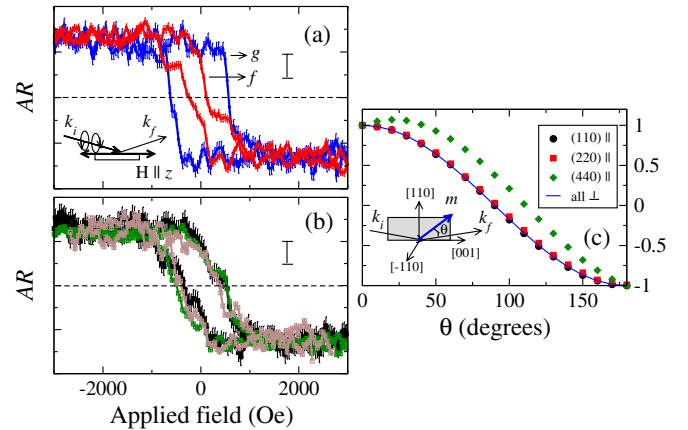 (a)
g
f
AR
k_i
k_f
H || z
(b)
AR
-2000
0
2000
Applied field (Oe)
(110) ||
(220) ||
(440) ||
all ⊥
1
0.5
0
-0.5
-1
[110]
m
k_i
θ
k_f
[001]
[-110]
(c)
0
50
100
150
θ (degrees)